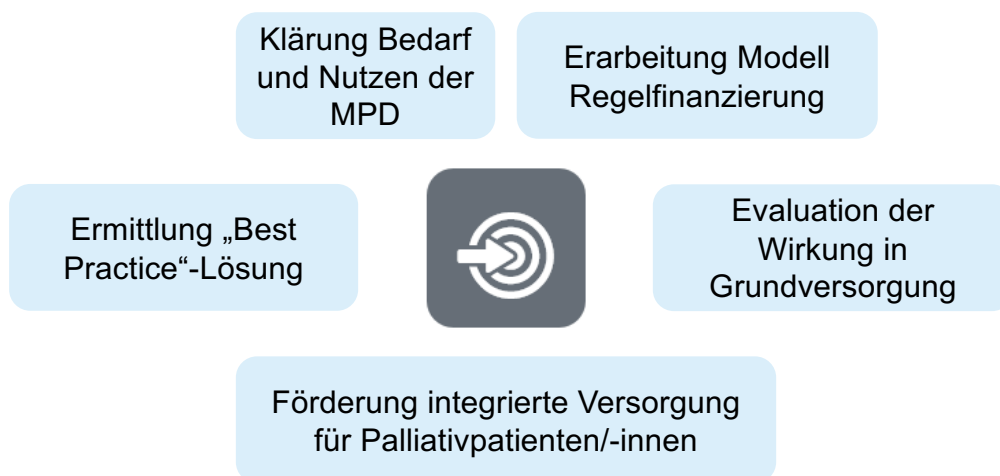 Klärung Bedarf
und Nutzen der
MPD
Erarbeitung Modell
Regelfinanzierung
Ermittlung „Best
Practice“-Lösung
Evaluation der
Wirkung in
Grundversorgung
Förderung integrierte Versorgung
für Palliativpatienten/-innen